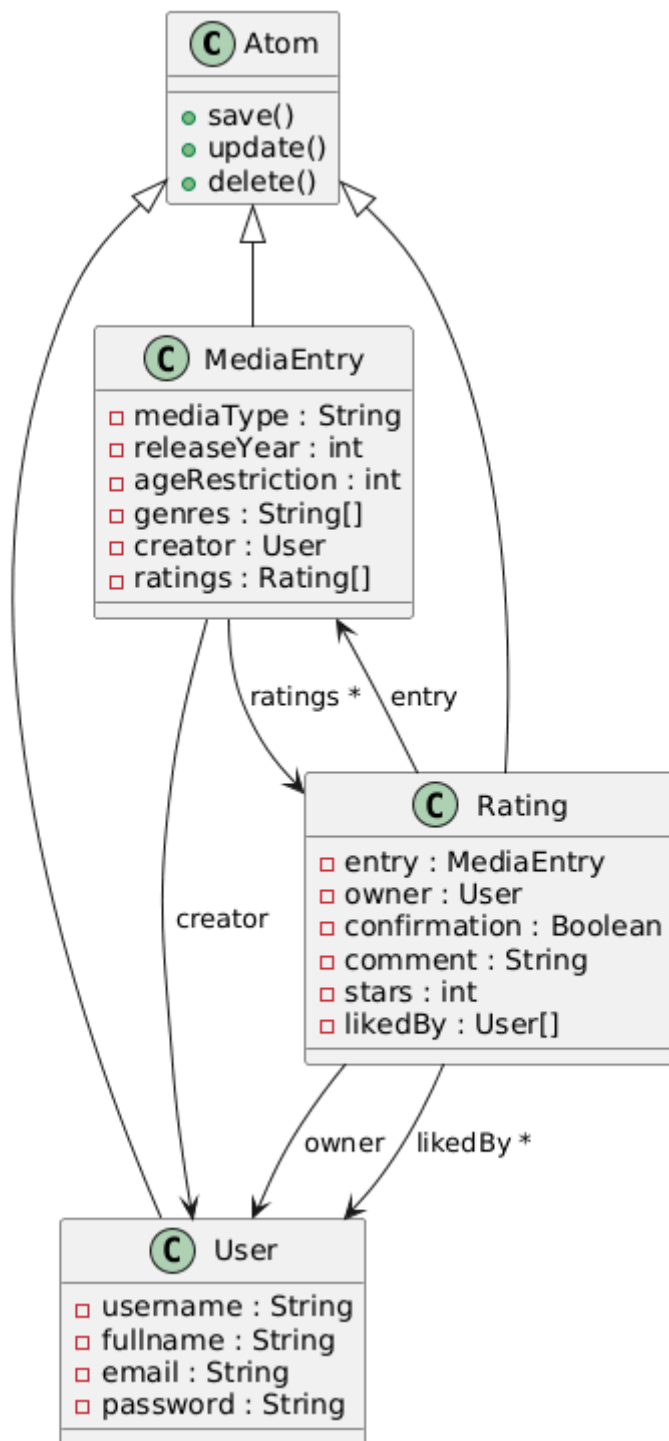 C Atom
save()
update()
delete()
C MediaEntry
mediaType : String
releaseYear : int
ageRestriction : int
genres : String[]
creator : User
ratings : Rating[]
ratings *
entry
C Rating
entry : MediaEntry
owner : User
confirmation : Boolean
comment : String
stars : int
likedBy : User[]
creator
owner
likedBy *
C User
username : String
fullname : String
email : String
password : String